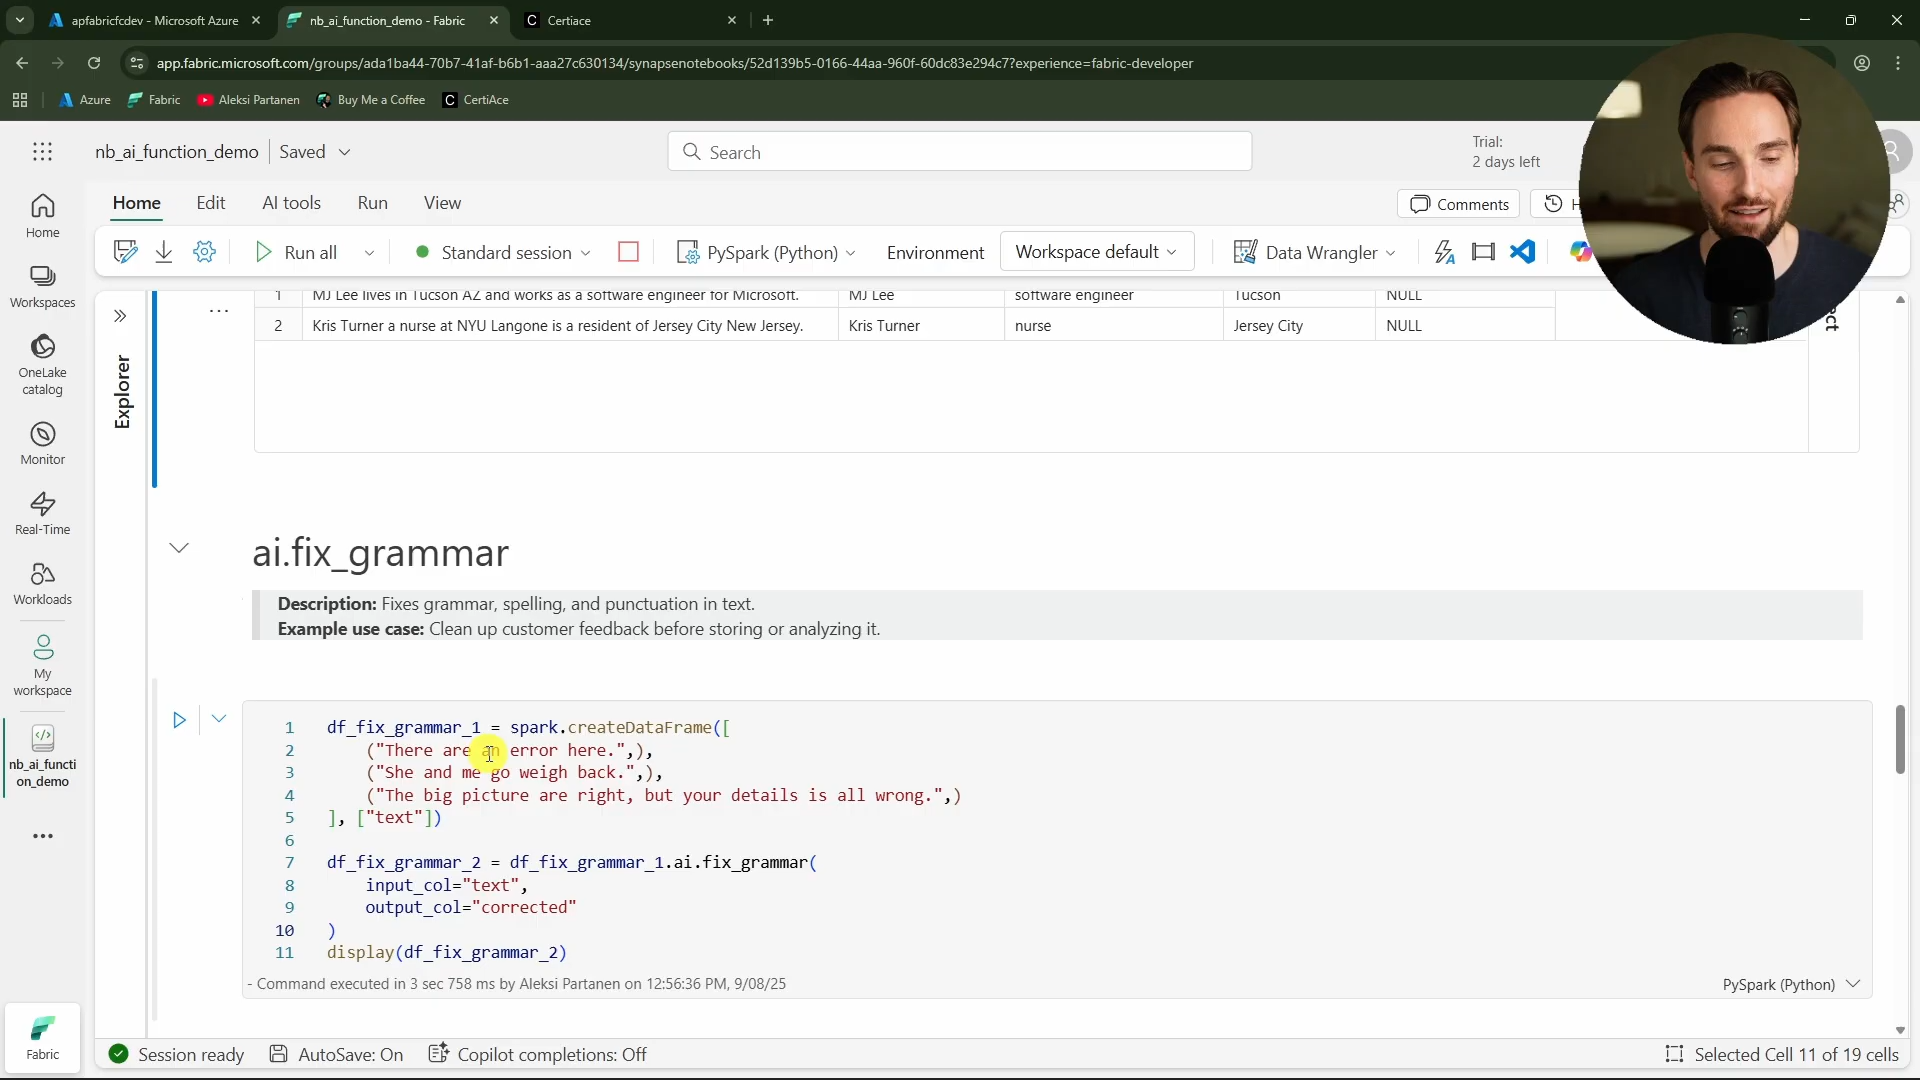 apfabricfcdev - Microsoft Azure
nb_ai_function_demo - Fabric
Certiace
app.fabric.microsoft.com/groups/ada1ba44-70b7-41af-b6b1-aaa27c630134/synapsenotebooks/52d139b5-0166-44aa-960f-60dc83e294c7?experience=fabric-developer
Azure
Fabric
Aleksi Partanen
Buy Me a Coffee
CertiAce
nb_ai_function_demo
Saved
Search
Trial:
2 days left
Home
Edit
AI tools
Run
View
Comments
Run all
Standard session
PySpark (Python)
Environment
Workspace default
Data Wrangler
Home
Workspaces
OneLake
catalog
Monitor
Real-Time
Workloads
My
workspace
nb_ai_functi
on_demo
Fabric
Explorer
1 MJ Lee lives in Tucson AZ and works as a software engineer for Microsoft. MJ Lee software engineer Tucson NULL
2 Kris Turner a nurse at NYU Langone is a resident of Jersey City New Jersey. Kris Turner nurse Jersey City NULL
ai.fix_grammar
Description: Fixes grammar, spelling, and punctuation in text.
Example use case: Clean up customer feedback before storing or analyzing it.
1 df_fix_grammar_1 = spark.createDataFrame([
2 ("There are an error here.",),
3 ("She and me go weigh back.",),
4 ("The big picture are right, but your details is all wrong.",)
5 ], ["text"])
6
7 df_fix_grammar_2 = df_fix_grammar_1.ai.fix_grammar(
8 input_col="text",
9 output_col="corrected"
10 )
11 display(df_fix_grammar_2)
- Command executed in 3 sec 758 ms by Aleksi Partanen on 12:56:36 PM, 9/08/25
PySpark (Python)
Session ready
AutoSave: On
Copilot completions: Off
Selected Cell 11 of 19 cells